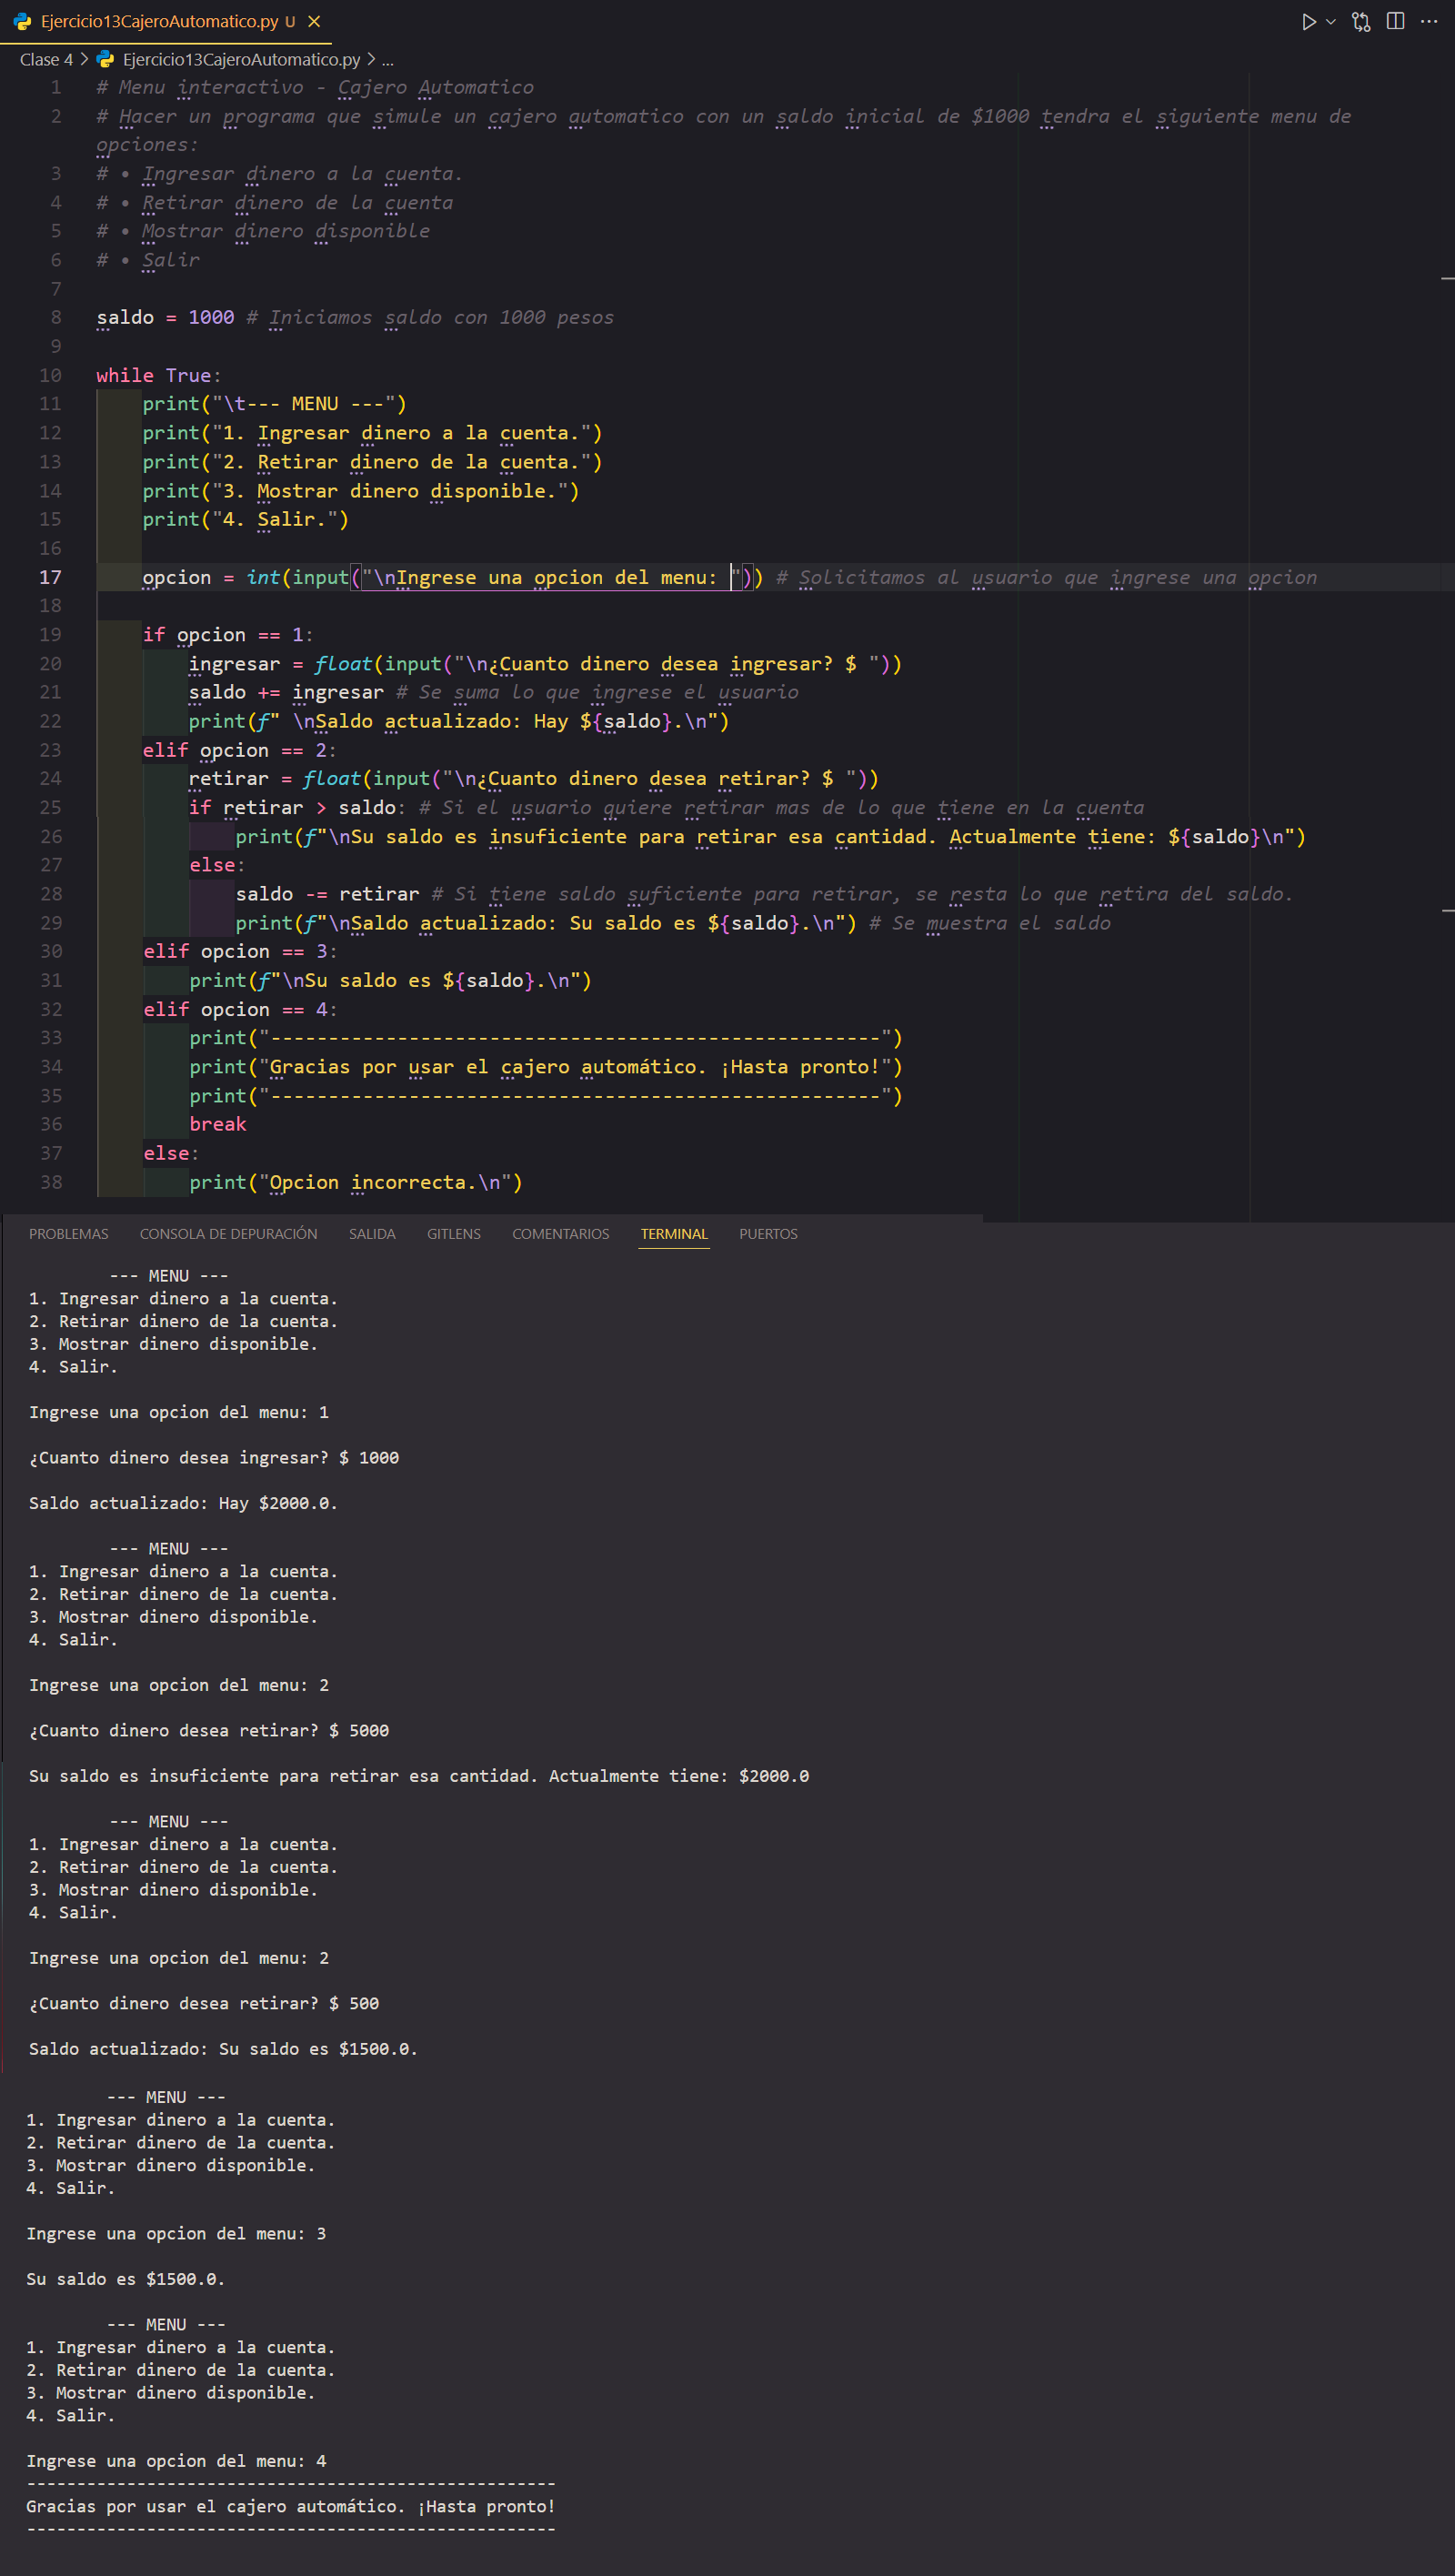 Ejercicio13CajeroAutomatico.py U
Clase 4 > Ejercicio13CajeroAutomatico.py > ...
1 # Menu interactivo - Cajero Automatico
2 # Hacer un programa que simule un cajero automatico con un saldo inicial de $1000 tendra el siguiente menu de
opciones:
3 # • Ingresar dinero a la cuenta.
4 # • Retirar dinero de la cuenta
5 # • Mostrar dinero disponible
6 # • Salir
7
8 saldo = 1000 # Iniciamos saldo con 1000 pesos
9
10 while True:
11     print("\t--- MENU ---")
12     print("1. Ingresar dinero a la cuenta.")
13     print("2. Retirar dinero de la cuenta.")
14     print("3. Mostrar dinero disponible.")
15     print("4. Salir.")
16
17     opcion = int(input("\nIngrese una opcion del menu: ")) # Solicitamos al usuario que ingrese una opcion
18
19     if opcion == 1:
20         ingresar = float(input("\n¿Cuanto dinero desea ingresar? $ "))
21         saldo += ingresar # Se suma lo que ingrese el usuario
22         print(f" \nSaldo actualizado: Hay ${saldo}.\n")
23     elif opcion == 2:
24         retirar = float(input("\n¿Cuanto dinero desea retirar? $ "))
25         if retirar > saldo: # Si el usuario quiere retirar mas de lo que tiene en la cuenta
26             print(f"\nSu saldo es insuficiente para retirar esa cantidad. Actualmente tiene: ${saldo}\n")
27         else:
28             saldo -= retirar # Si tiene saldo suficiente para retirar, se resta lo que retira del saldo.
29             print(f"\nSaldo actualizado: Su saldo es ${saldo}.\n") # Se muestra el saldo
30     elif opcion == 3:
31         print(f"\nSu saldo es ${saldo}.\n")
32     elif opcion == 4:
33         print("-----------------------------------------------------")
34         print("Gracias por usar el cajero automático. ¡Hasta pronto!")
35         print("-----------------------------------------------------")
36         break
37     else:
38         print("Opcion incorrecta.\n")
PROBLEMAS CONSOLA DE DEPURACIÓN SALIDA GITLENS COMENTARIOS TERMINAL PUERTOS
--- MENU ---
1. Ingresar dinero a la cuenta.
2. Retirar dinero de la cuenta.
3. Mostrar dinero disponible.
4. Salir.
Ingrese una opcion del menu: 1
¿Cuanto dinero desea ingresar? $ 1000
Saldo actualizado: Hay $2000.0.
--- MENU ---
1. Ingresar dinero a la cuenta.
2. Retirar dinero de la cuenta.
3. Mostrar dinero disponible.
4. Salir.
Ingrese una opcion del menu: 2
¿Cuanto dinero desea retirar? $ 5000
Su saldo es insuficiente para retirar esa cantidad. Actualmente tiene: $2000.0
--- MENU ---
1. Ingresar dinero a la cuenta.
2. Retirar dinero de la cuenta.
3. Mostrar dinero disponible.
4. Salir.
Ingrese una opcion del menu: 2
¿Cuanto dinero desea retirar? $ 500
Saldo actualizado: Su saldo es $1500.0.
--- MENU ---
1. Ingresar dinero a la cuenta.
2. Retirar dinero de la cuenta.
3. Mostrar dinero disponible.
4. Salir.
Ingrese una opcion del menu: 3
Su saldo es $1500.0.
--- MENU ---
1. Ingresar dinero a la cuenta.
2. Retirar dinero de la cuenta.
3. Mostrar dinero disponible.
4. Salir.
Ingrese una opcion del menu: 4
-----------------------------------------------------
Gracias por usar el cajero automático. ¡Hasta pronto!
-----------------------------------------------------